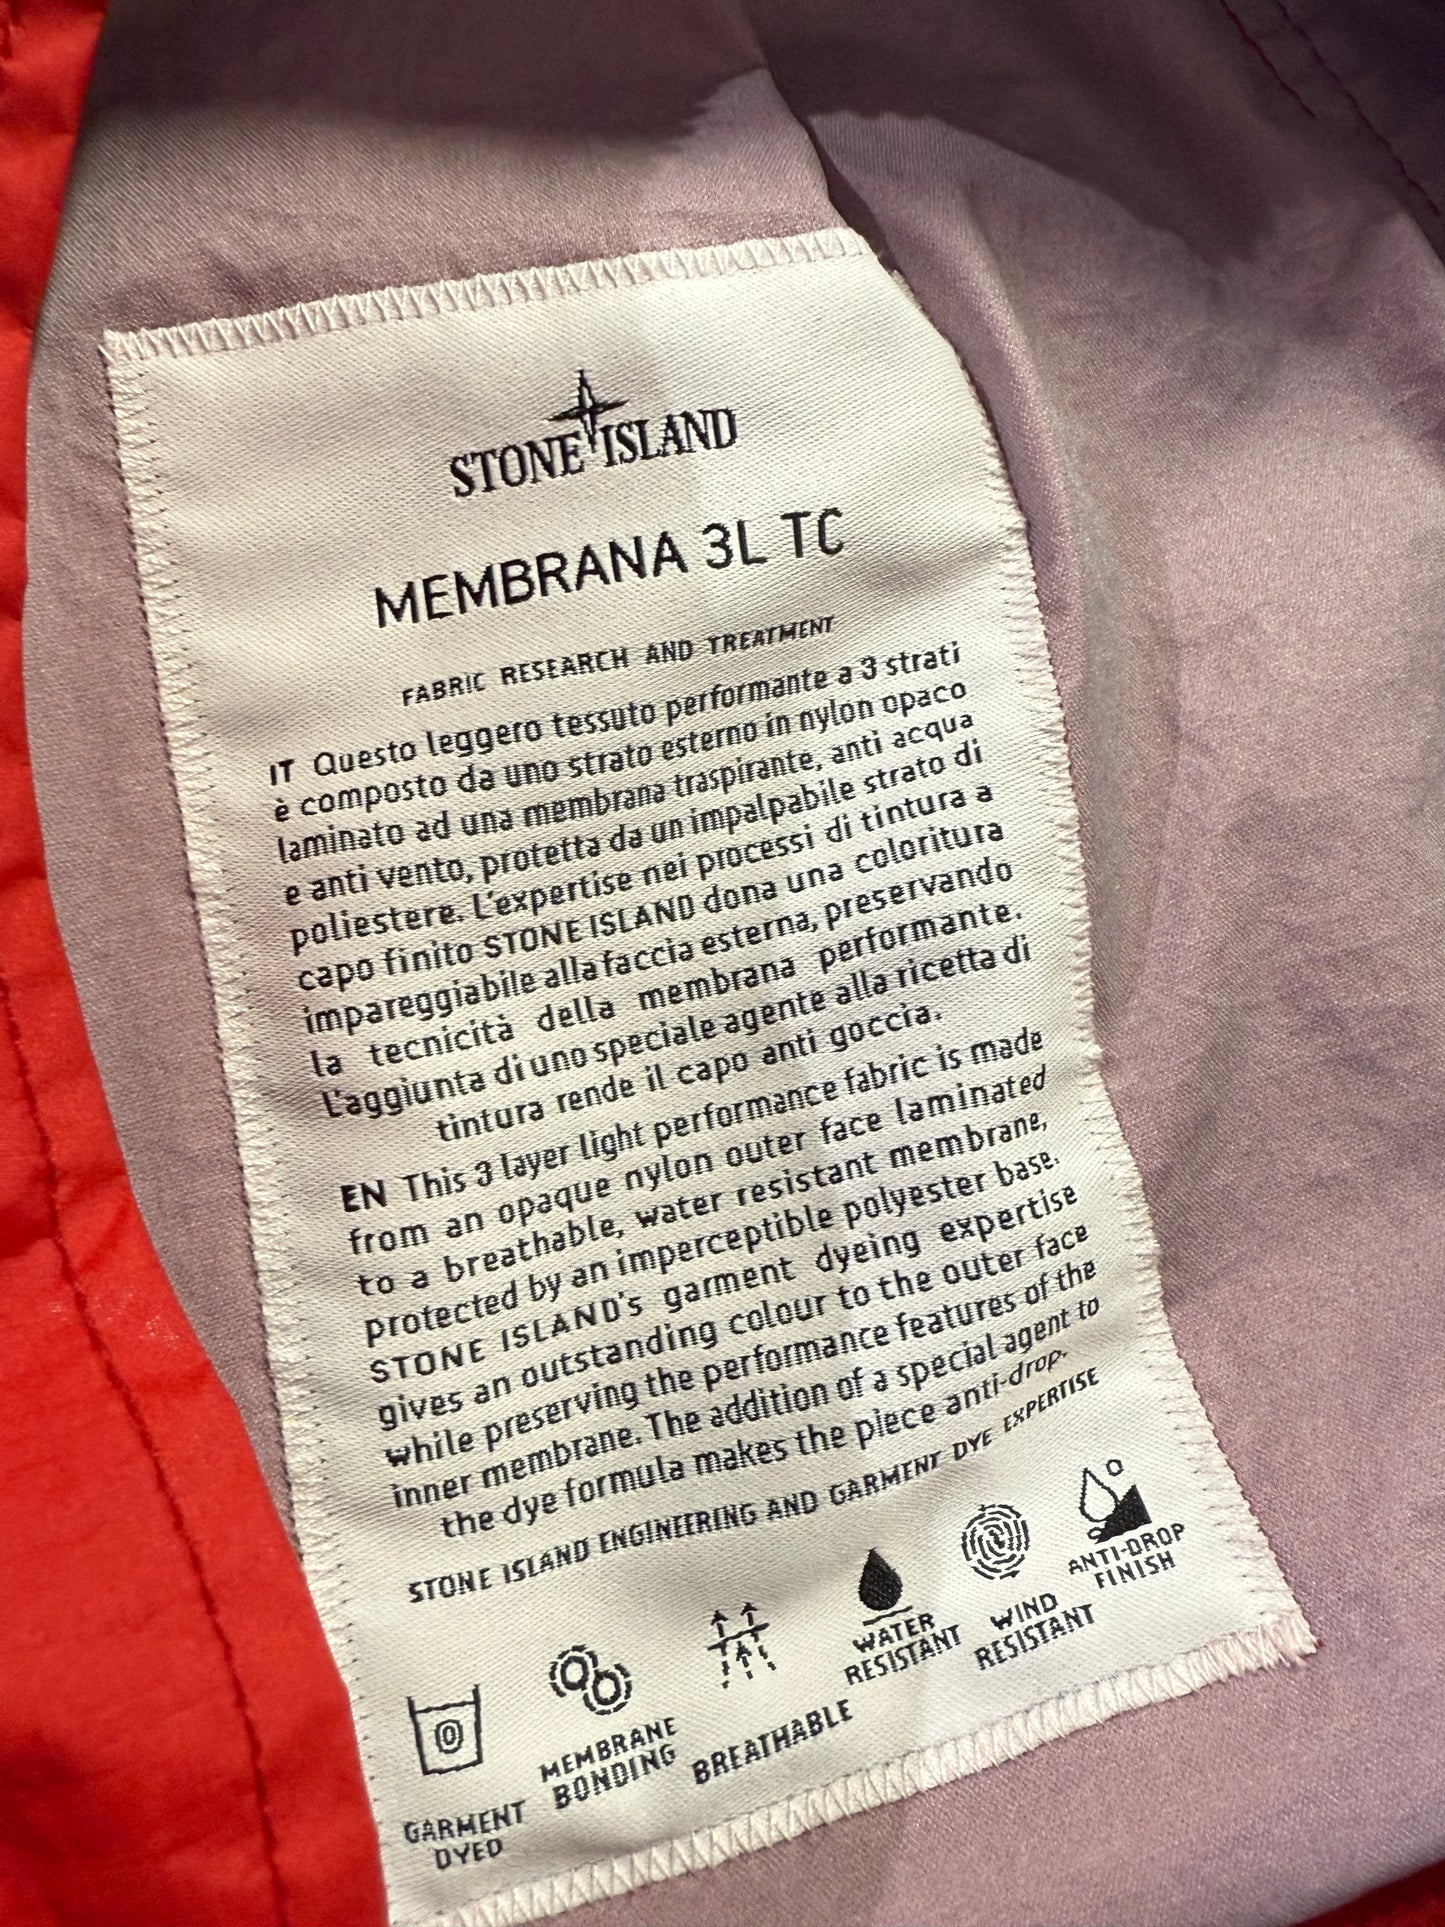 STONE ISLAND
MEMBRANA 3L TC
FABRIC RESEARCH AND TREATMENT
IT Questo leggero tessuto performante a 3 strati
è composto da uno strato esterno in nylon opaco
laminato ad una membrana traspirante, anti acqua
e anti vento, protetta da un impalpabile strato di
poliestere. L'expertise nei processi di tintura a
capo finito STONE ISLAND dona una coloritura
impareggiabile alla faccia esterna, preservando
la tecnicità della membrana performante.
L'aggiunta di uno speciale agente alla ricetta di
tintura rende il capo anti goccia.
EN This 3 layer light performance fabric is made
from an opaque nylon outer face laminated
to a breathable, water resistant membrane,
protected by an imperceptible polyester base.
STONE ISLAND's garment dyeing expertise
gives an outstanding colour to the outer face
while preserving the performance features of the
inner membrane. The addition of a special agent to
the dye formula makes the piece anti-drop.
STONE ISLAND ENGINEERING AND GARMENT DYE EXPERTISE
GARMENT
DYED
MEMBRANE
BONDING
BREATHABLE
WATER
RESISTANT
WIND
RESISTANT
ANTI-DROP
FINISH